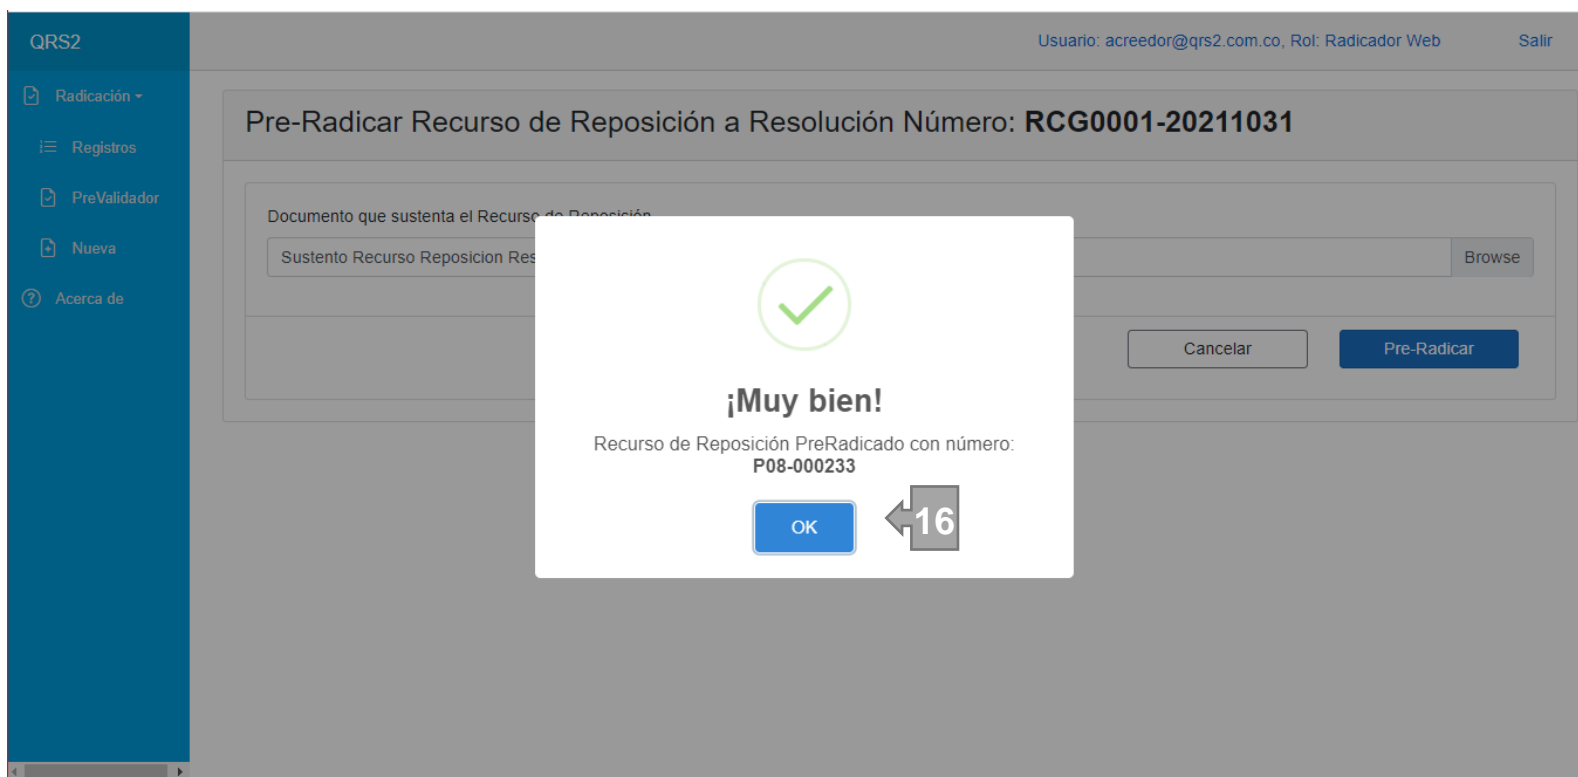 QRS2
Usuario: acreedor@qrs2.com.co, Rol: Radicador Web
Salir
Radicación
Registros
PreValidador
Nueva
Acerca de
Pre-Radicar Recurso de Reposición a Resolución Número: RCG0001-20211031
Documento que sustenta el Recurso de Reposición
Sustento Recurso Reposicion Res
Browse
Cancelar
Pre-Radicar
¡Muy bien!
Recurso de Reposición PreRadicado con número:
P08-000233
OK
16